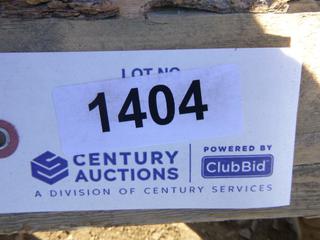 LOT NO.
1404
CENTURY
AUCTIONS
POWERED BY
ClubBid
A DIVISION OF CENTURY SERVICES